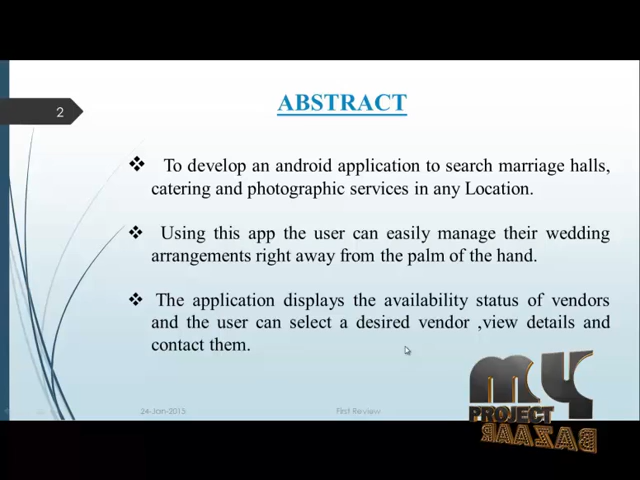 2
ABSTRACT
❖ To develop an android application to search marriage halls,
catering and photographic services in any Location.
❖ Using this app the user can easily manage their wedding
arrangements right away from the palm of the hand.
❖ The application displays the availability status of vendors
and the user can select a desired vendor ,view details and
contact them.
24-Jan-2015 First Review
MY
PROJECT
BAZAAR